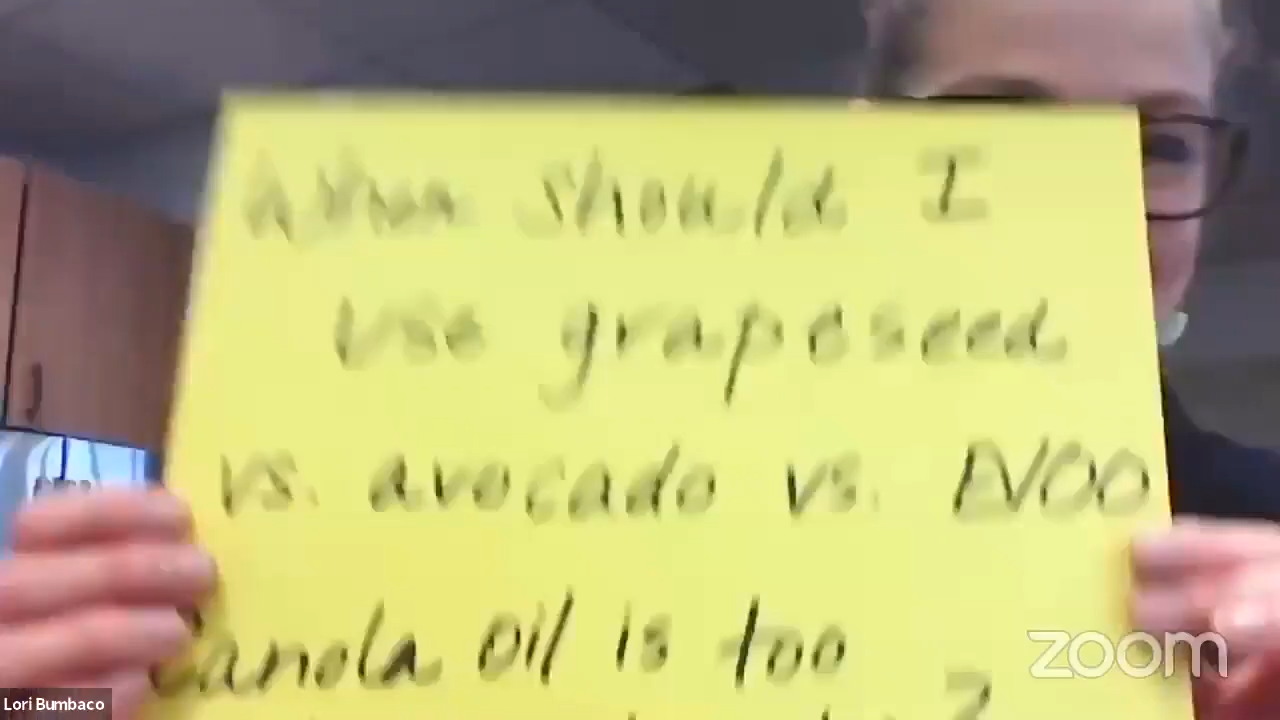 When should I
use grapeseed
vs. avocado vs. EVOO
Canola oil is too
?
zoom
Lori Bumbaco